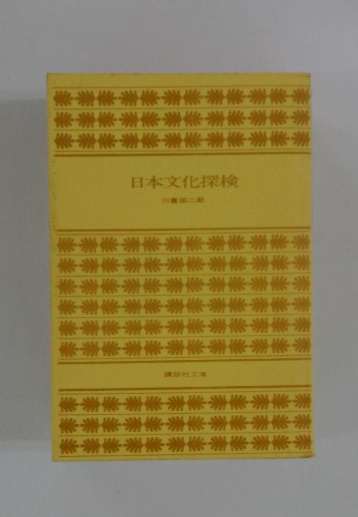 日本文化探検
川喜田二郎
講談社文庫